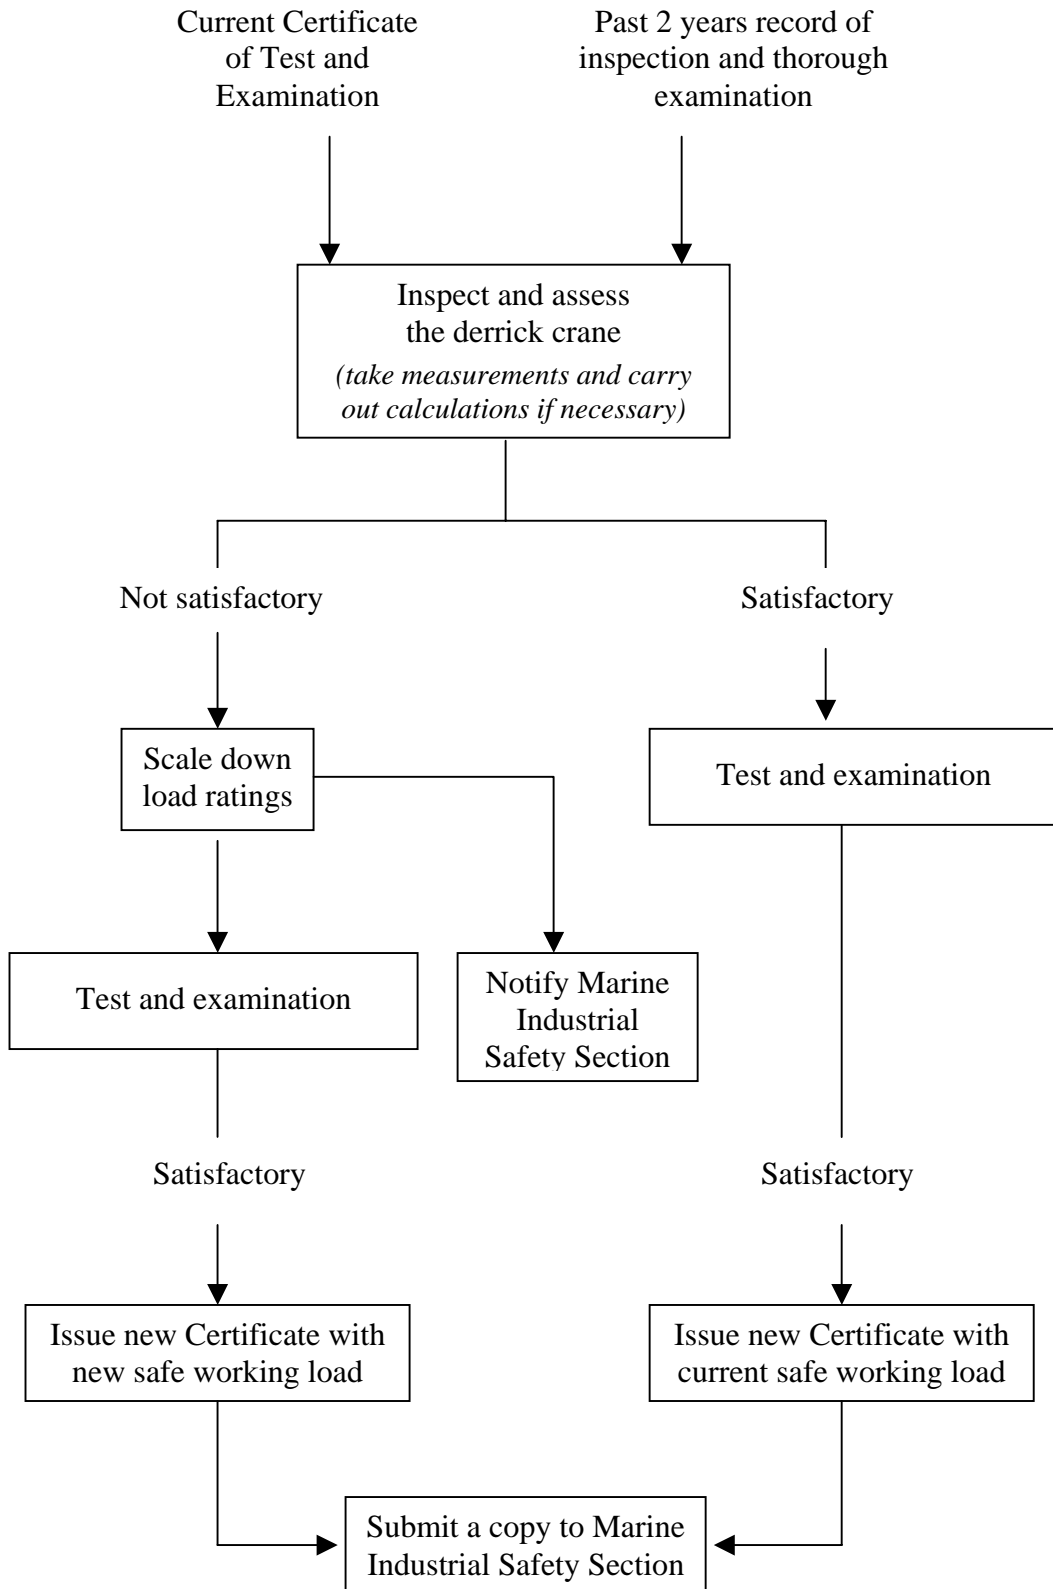 Current Certificate
of Test and
Examination
Past 2 years record of
inspection and thorough
examination
Inspect and assess
the derrick crane
(take measurements and carry
out calculations if necessary)
Not satisfactory
Satisfactory
Scale down
load ratings
Test and examination
Test and examination
Notify Marine
Industrial
Safety Section
Satisfactory
Satisfactory
Issue new Certificate with
new safe working load
Issue new Certificate with
current safe working load
Submit a copy to Marine
Industrial Safety Section